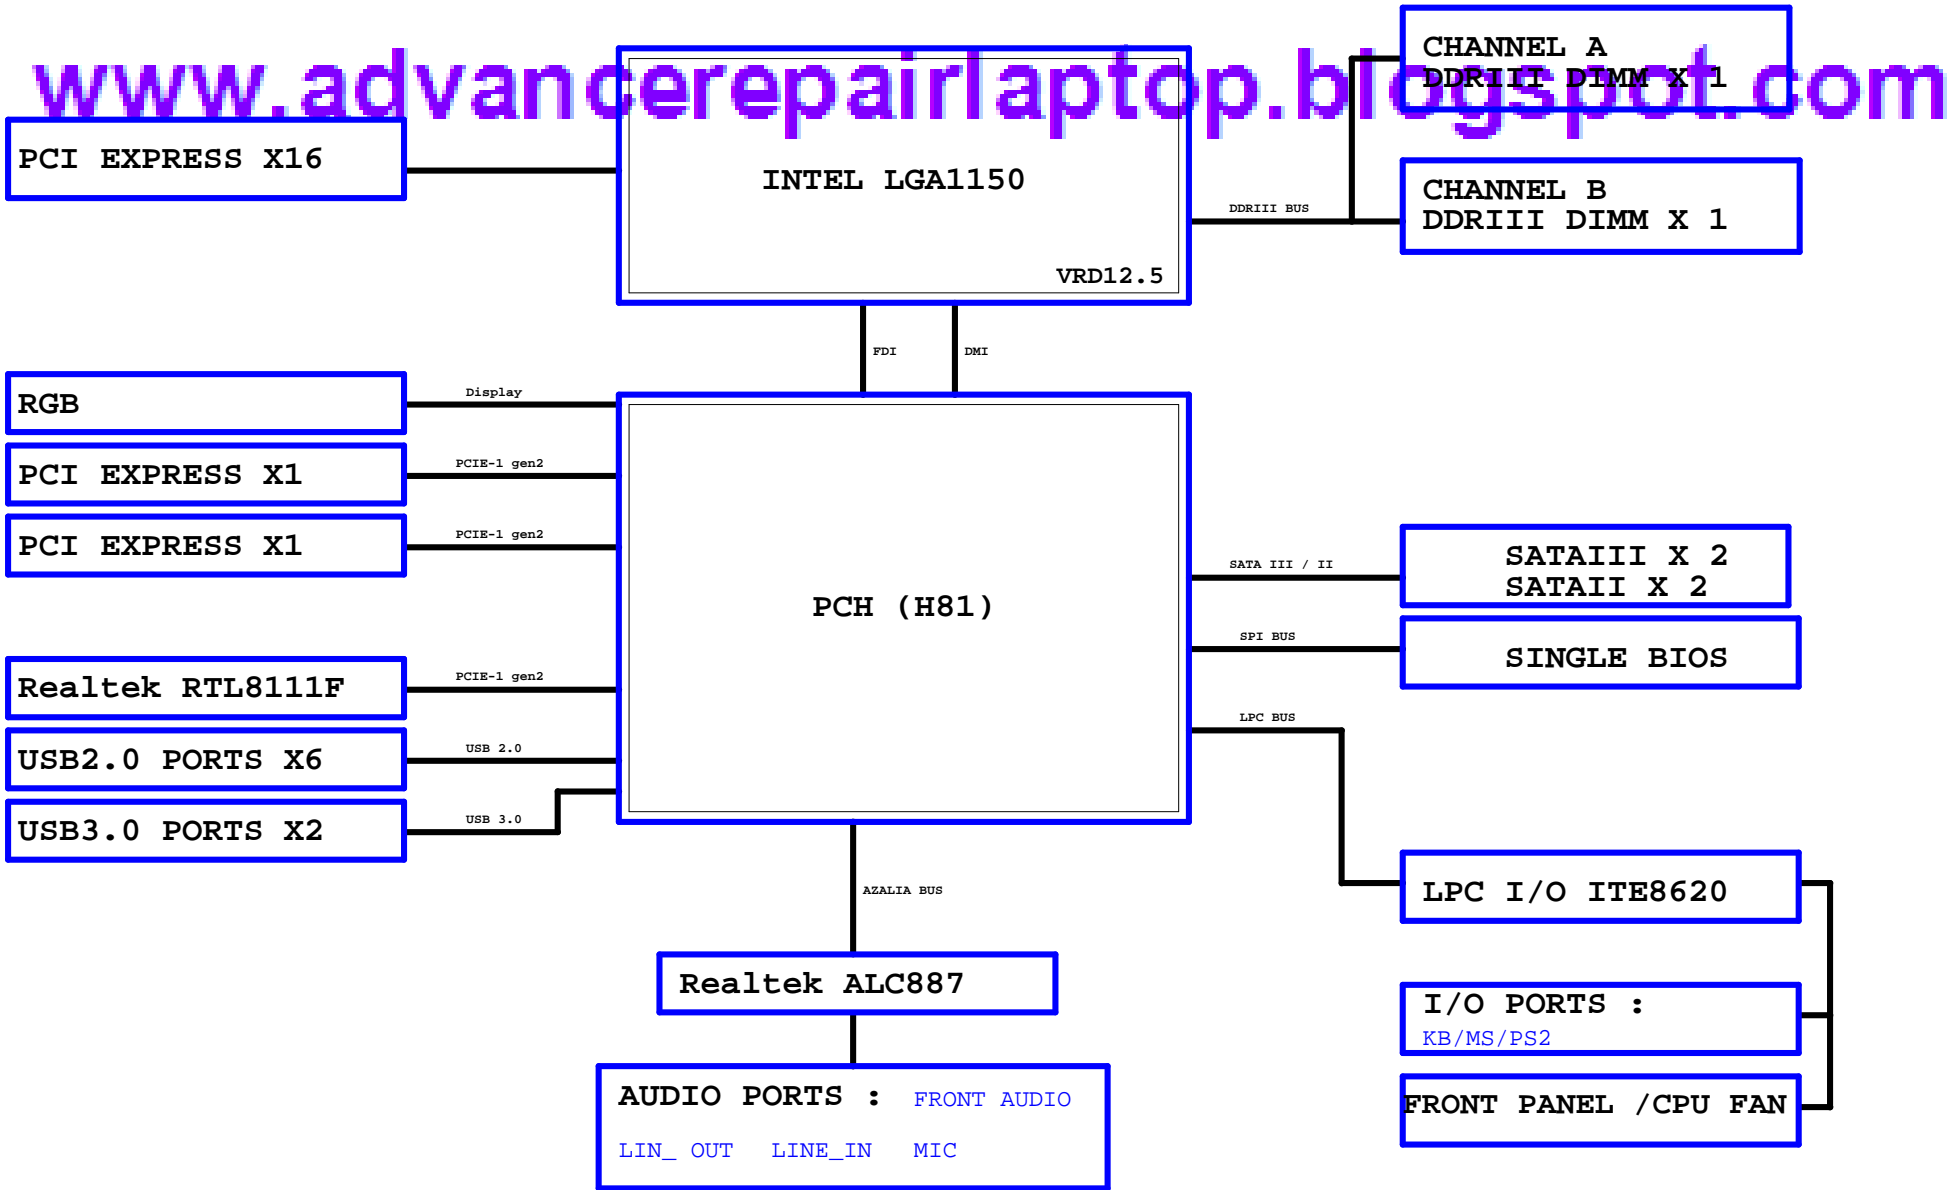 www.advancerepairlaptop.blogspot.com
CHANNEL A
DDRIII DIMM X 1
PCI EXPRESS X16
INTEL LGA1150
VRD12.5
DDRIII BUS
CHANNEL B
DDRIII DIMM X 1
FDI
DMI
RGB
Display
PCI EXPRESS X1
PCIE-1 gen2
PCI EXPRESS X1
PCIE-1 gen2
PCH (H81)
SATA III / II
SATAIII X 2
SATAII X 2
SPI BUS
SINGLE BIOS
Realtek RTL8111F
PCIE-1 gen2
LPC BUS
USB2.0 PORTS X6
USB 2.0
USB3.0 PORTS X2
USB 3.0
AZALIA BUS
LPC I/O ITE8620
Realtek ALC887
I/O PORTS :
KB/MS/PS2
AUDIO PORTS : FRONT AUDIO
LIN_ OUT LINE_IN MIC
FRONT PANEL /CPU FAN